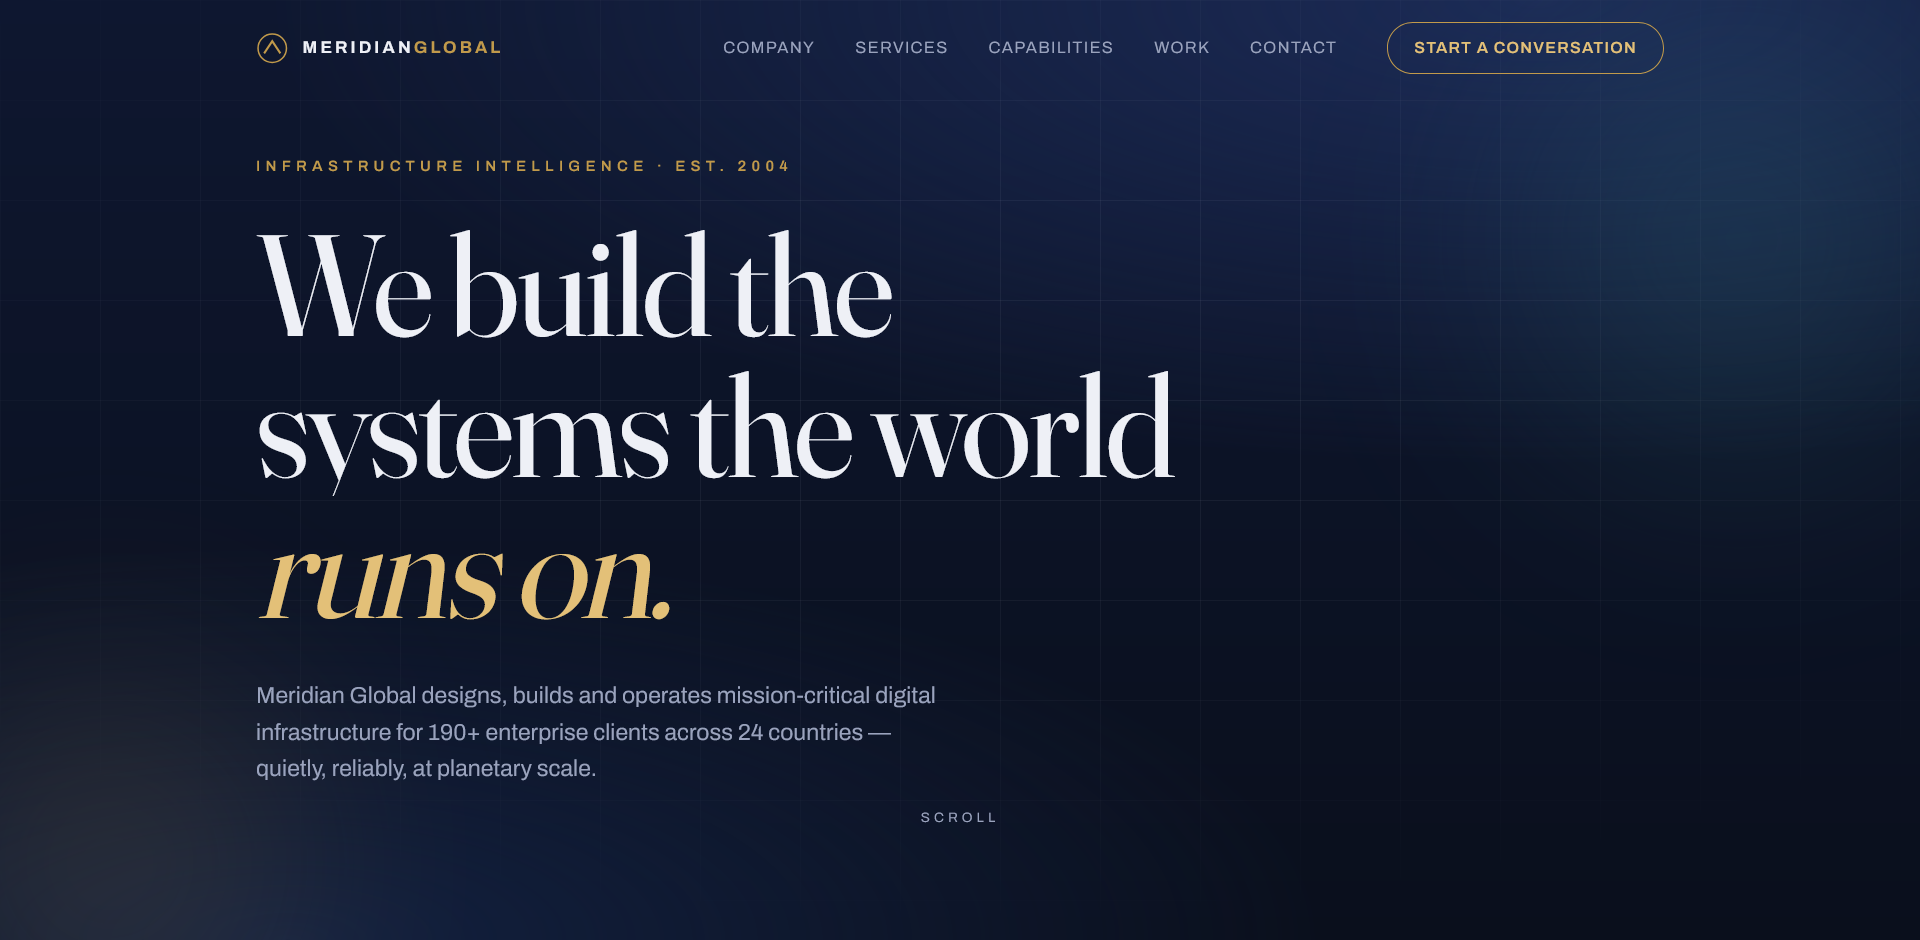 MERIDIANGLOBAL
COMPANY
SERVICES
CAPABILITIES
WORK
CONTACT
START A CONVERSATION
INFRASTRUCTURE INTELLIGENCE · EST. 2004
We build the
systems the world
runs on.
Meridian Global designs, builds and operates mission-critical digital
infrastructure for 190+ enterprise clients across 24 countries —
quietly, reliably, at planetary scale.
SCROLL